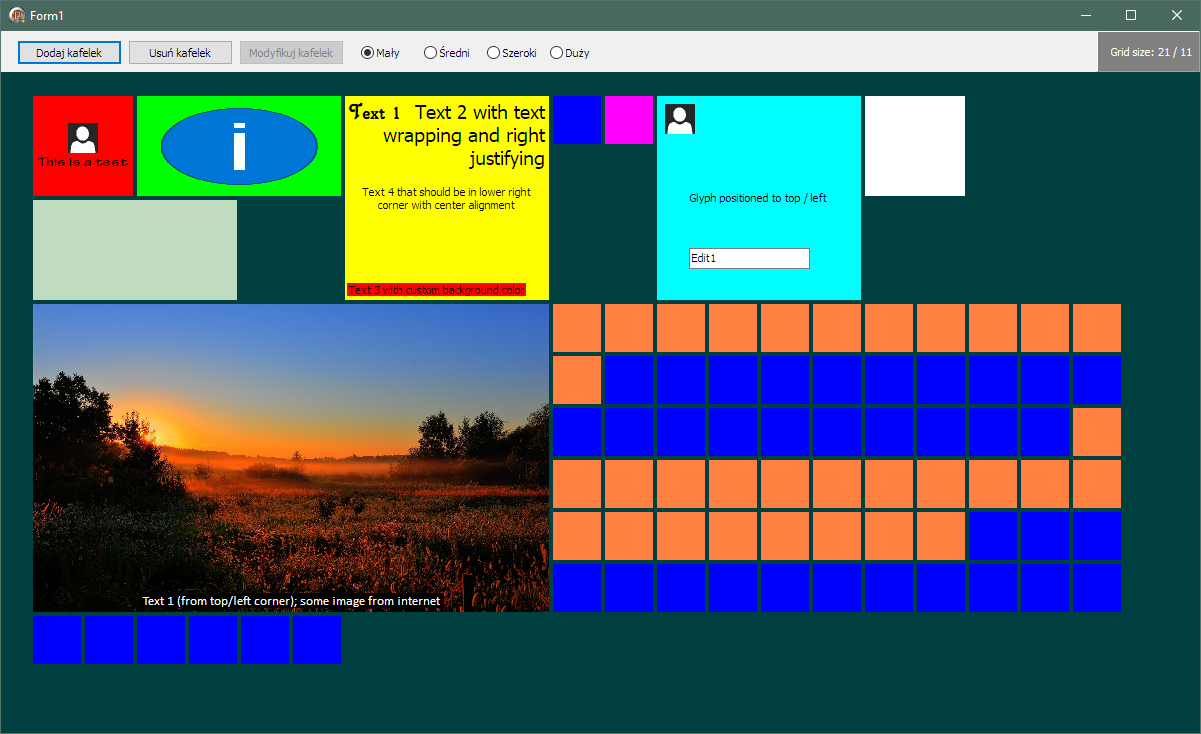 Form1
Dodaj kafelek
Usuń kafelek
Modyfikuj kafelek
Mały
Średni
Szeroki
Duży
Grid size: 21 / 11
This is a test
i
Text 1
Text 2 with text
wrapping and right
justifying
Text 4 that should be in lower right
corner with center alignment
Text 3 with custom background color
Glyph positioned to top / left
Edit1
Text 1 (from top/left corner); some image from internet